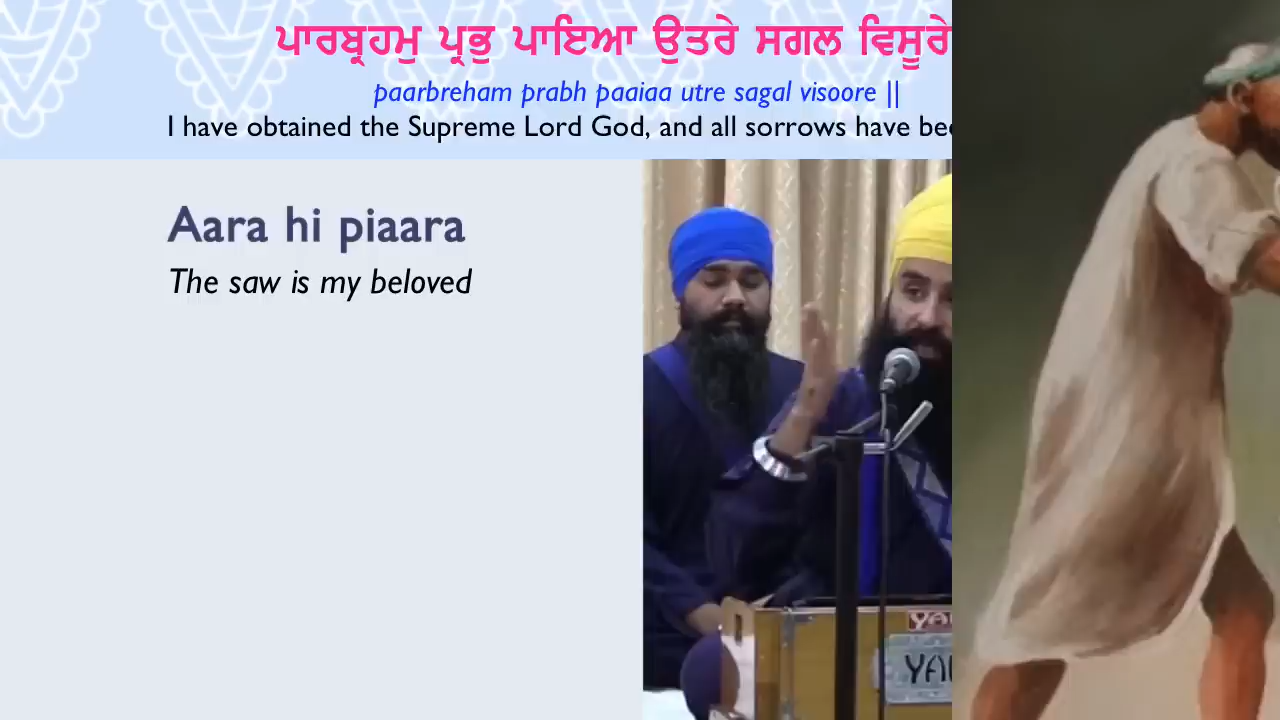 ਪਾਰਬ੍ਰਹਮੁ ਪ੍ਰਭੁ ਪਾਇਆ ਉਤਰੇ ਸਗਲ ਵਿਸੂਰੇ
paarbreham prabh paaiaa utre sagal visoore ||
I have obtained the Supreme Lord God, and all sorrows have
Aara hi piaara
The saw is my beloved